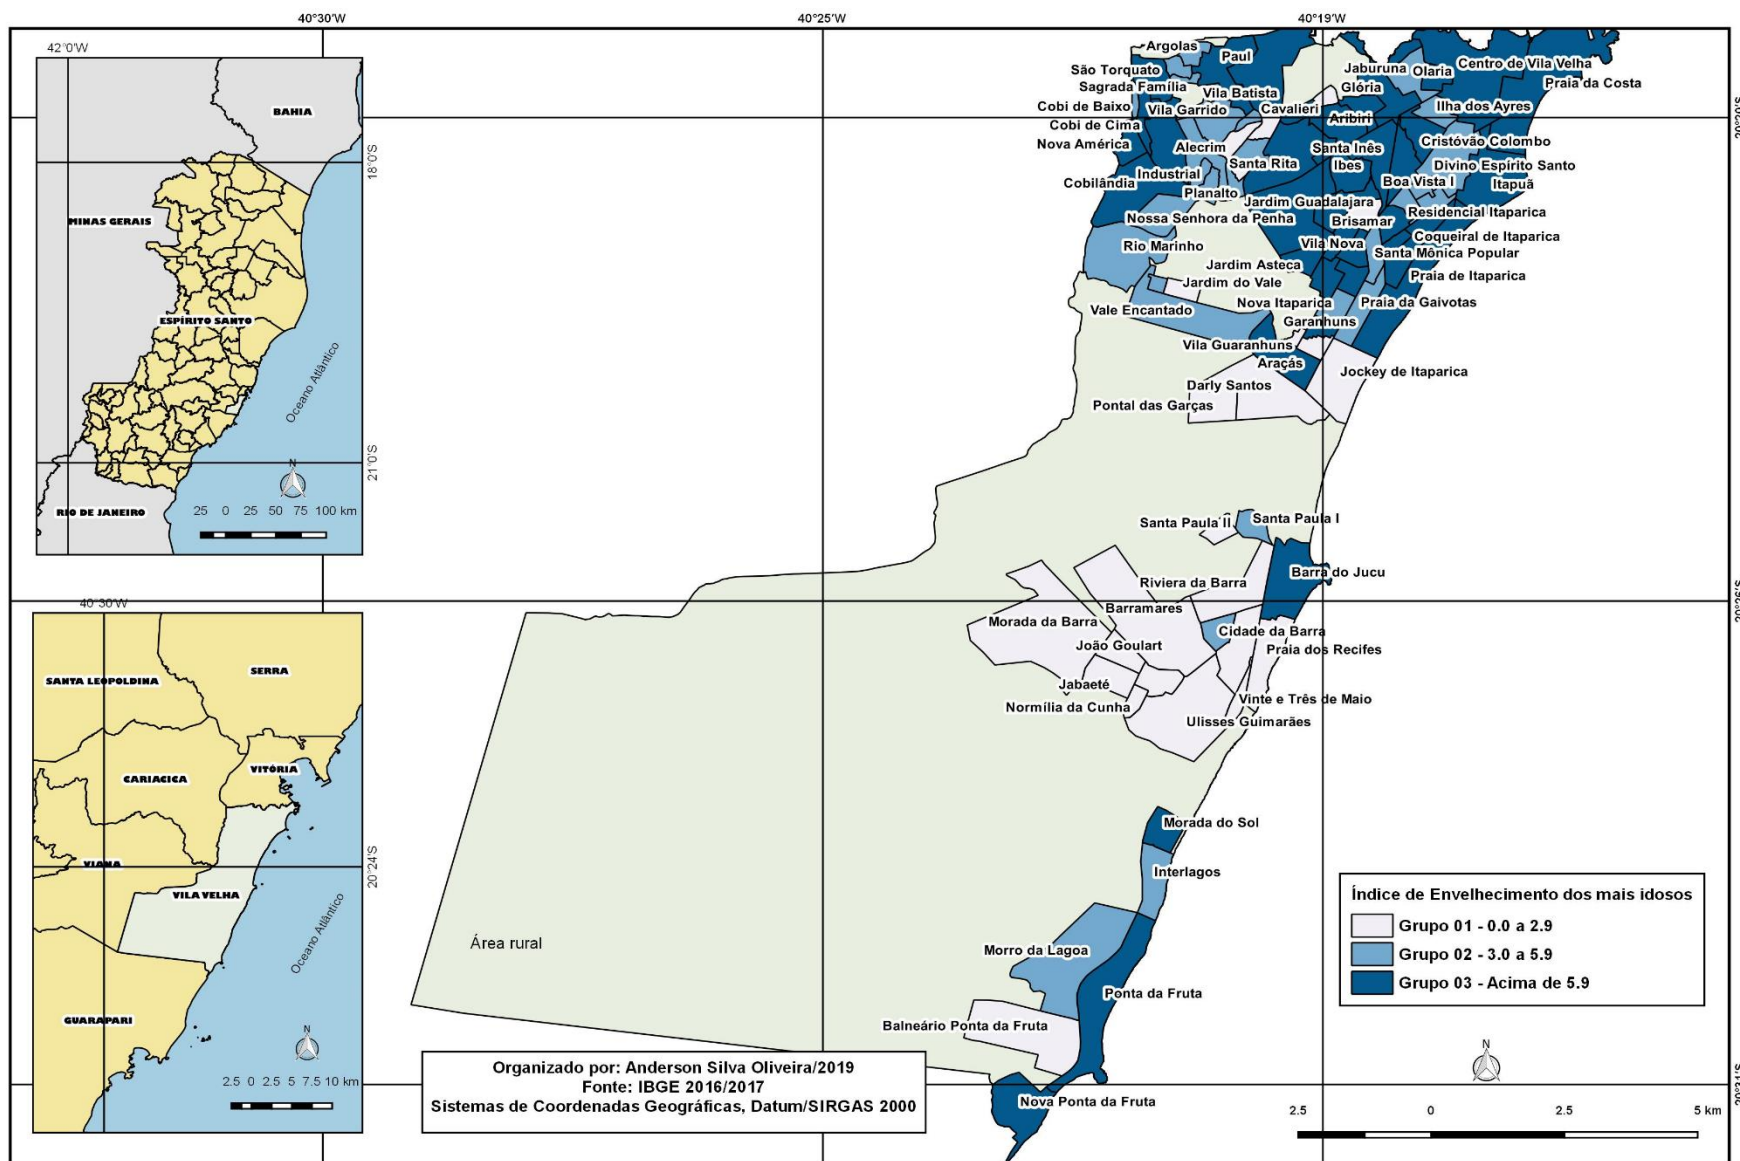 40°30'W
40°25'W
40°19'W
42°0'W
BAHIA
18°0'S
MINAS GERAIS
ESPÍRITO SANTO
Oceano Atlântico
21°0'S
RIO DE JANEIRO
N
25 0 25 50 75 100 km
40°30'W
SANTA LEOPOLDINA
SERRA
CARIACICA
VITÓRIA
VIANA
20°24'S
VILA VELHA
Oceano Atlântico
GUARAPARI
N
2.5 0 2.5 5 7.5 10 km
Argolas
Paul
São Torquato
Sagrada Família
Vila Batista
Cobi de Baixo
Vila Garrido
Cavalieri
Cobi de Cima
Nova América
Alecrim
Santa Rita
Industrial
Cobilândia
Planalto
Jaburuna
Olaria
Centro de Vila Velha
Glória
Praia da Costa
Ilha dos Ayres
Aribiri
20°20'S
Santa Inês
Cristóvão Colombo
Ibes
Divino Espírito Santo
Boa Vista I
Itapuã
Jardim Guadalajara
Nossa Senhora da Penha
Brisamar
Residencial Itaparica
Rio Marinho
Vila Nova
Coqueiral de Itaparica
Santa Mônica Popular
Jardim Asteca
Praia de Itaparica
Jardim do Vale
Nova Itaparica
Praia da Gaivotas
Vale Encantado
Garanhuns
Vila Guaranhuns
Araçás
Jockey de Itaparica
Darly Santos
Pontal das Garças
Santa Paula II
Santa Paula I
Barra do Jucu
Riviera da Barra
20°26'S
Barramares
Morada da Barra
Cidade da Barra
João Goulart
Praia dos Recifes
Jabaeté
Vinte e Três de Maio
Normília da Cunha
Ulisses Guimarães
Morada do Sol
Interlagos
Área rural
Morro da Lagoa
Ponta da Fruta
Balneário Ponta da Fruta
Nova Ponta da Fruta
20°31'S
Índice de Envelhecimento dos mais idosos
Grupo 01 - 0.0 a 2.9
Grupo 02 - 3.0 a 5.9
Grupo 03 - Acima de 5.9
N
2.5 0 2.5 5 km
Organizado por: Anderson Silva Oliveira/2019
Fonte: IBGE 2016/2017
Sistemas de Coordenadas Geográficas, Datum/SIRGAS 2000